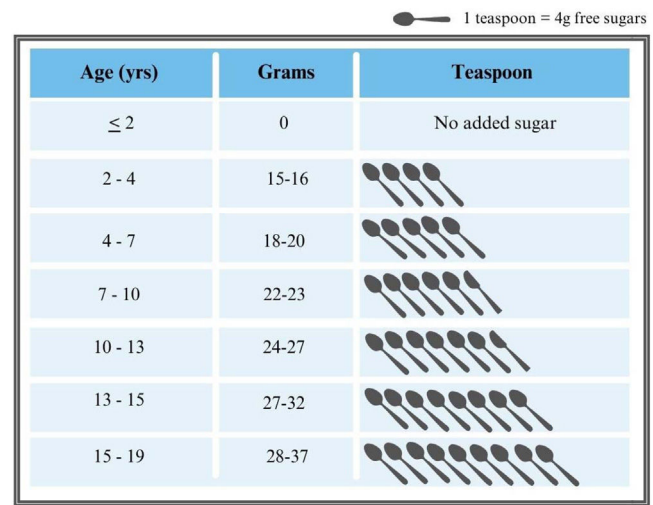 1 teaspoon = 4g free sugars
Age (yrs) Grams Teaspoon
≤ 2 0 No added sugar
2 - 4 15-16
4 - 7 18-20
7 - 10 22-23
10 - 13 24-27
13 - 15 27-32
15 - 19 28-37